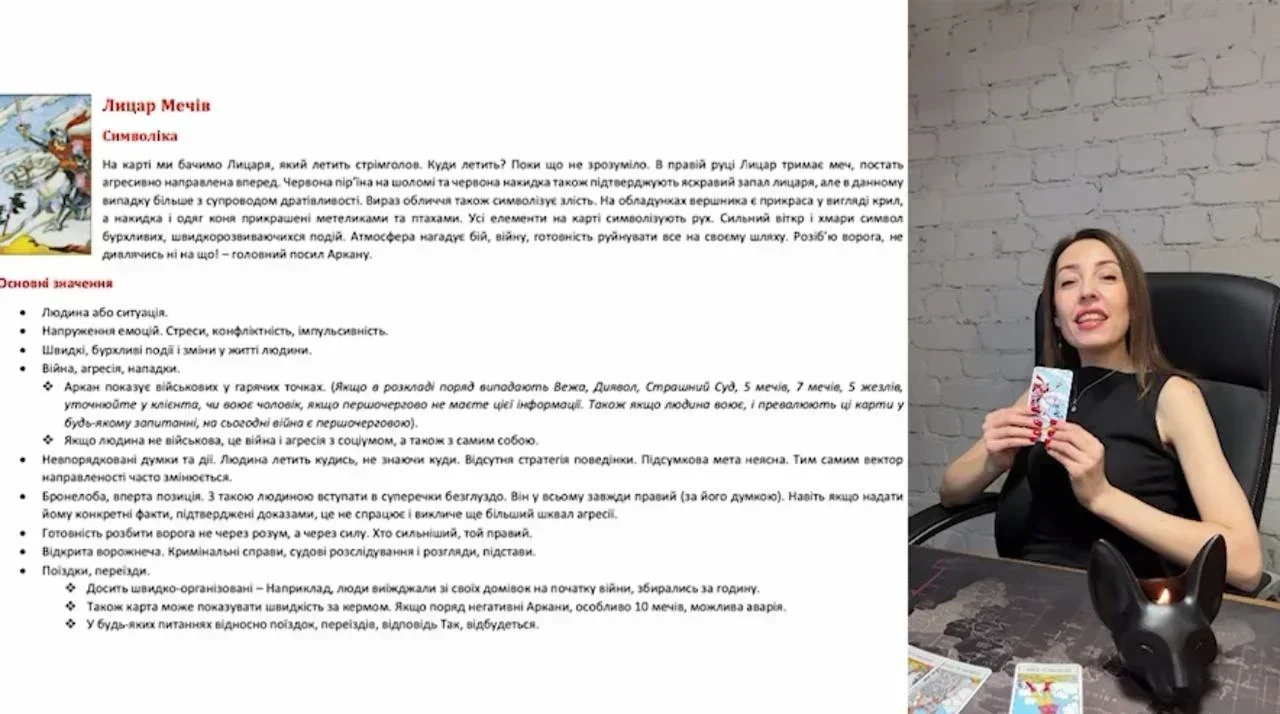 Лицар Мечів
Символіка
На карті ми бачимо Лицаря, який летить стрімголов. Куди летить? Поки що не зрозуміло. В правій руці Лицар тримає меч, постать
агресивно направлена вперед. Червона пір'їна на шоломі та червона накидка також підтверджують яскравий запал лицаря, але в даному
випадку більше з супроводом дратівливості. Вираз обличчя також символізує злість. На обладунках вершника є прикраса у вигляді крил,
а накидка і одяг коня прикрашені метеликами та птахами. Усі елементи на карті символізують рух. Сильний віткр і хмари символ
бурхливих, швидкорозвиваючихся подій. Атмосфера нагадує бій, війну, готовність руйнувати все на своєму шляху. Розіб'ю ворога, не
дивлячись ні на що! – головний посил Аркану.
Основні значення
• Людина або ситуація.
• Напруження емоцій. Стреси, конфліктність, імпульсивність.
• Швидкі, бурхливі події і зміни у житті людини.
• Війна, агресія, нападки.
❖ Аркан показує військових у гарячих точках. (Якщо в розкладі поряд випадають Вежа, Диявол, Страшний Суд, 5 мечів, 7 мечів, 5 жезлів,
уточнюйте у клієнта, чи воює чоловік, якщо першочергово не маєте цієї інформації. Також якщо людина воює, і превалюють ці карти у
будь-якому запитанні, на сьогодні війна є першочерговою).
❖ Якщо людина не військова, це війна і агресія з соціумом, а також з самим собою.
• Невпорядковані думки та дії. Людина летить кудись, не знаючи куди. Відсутня стратегія поведінки. Підсумкова мета неясна. Тим самим вектор
направленості часто змінюється.
• Бронелоба, вперта позиція. З такою людиною вступати в суперечки безглуздо. Він у всьому завжди правий (за його думкою). Навіть якщо надати
йому конкретні факти, підтверджені доказами, це не спрацює і викличе ще більший шквал агресії.
• Готовність розбити ворога не через розум, а через силу. Хто сильніший, той правий.
• Відкрита ворожнеча. Кримінальні справи, судові розслідування і розгляди, підстави.
• Поїздки, переїзди.
❖ Досить швидко-організовані – Наприклад, люди виїжджали зі своїх домівок на початку війни, збирались за годину.
❖ Також карта може показувати швидкість за кермом. Якщо поряд негативні Аркани, особливо 10 мечів, можлива аварія.
❖ У будь-яких питаннях відносно поїздок, переїздів, відповідь Так, відбудеться.